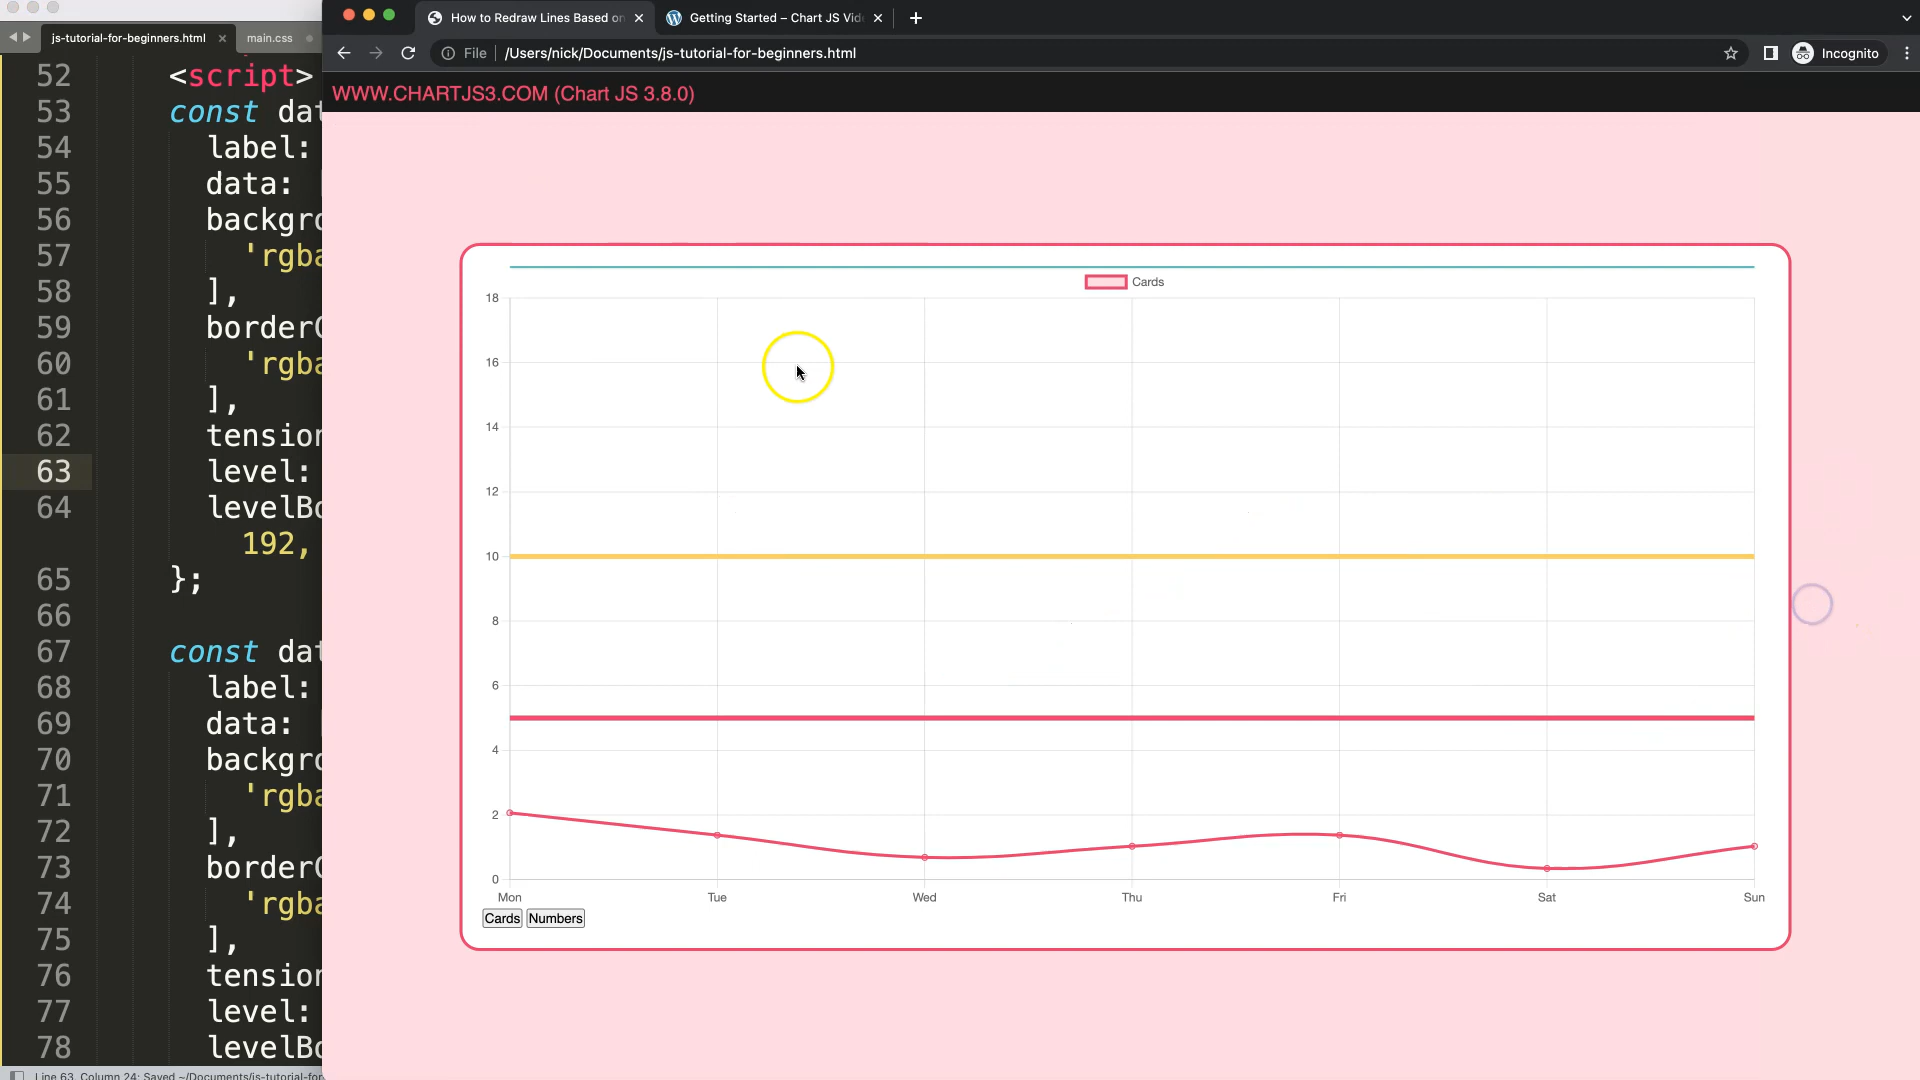 js-tutorial-for-beginners.html
main.css
52 <script>
53 const dat
54 label:
55 data:
56 backgro
57 'rgba
58 ],
59 border
60 'rgba
61 ],
62 tension
63 level:
64 levelBo
192,
65 };
66
67 const dat
68 label:
69 data:
70 backgro
71 'rgba
72 ],
73 border
74 'rgba
75 ],
76 tension
77 level:
78 levelBo
Line 63, Column 24; Saved ~/Documents/js-tutorial-for
How to Redraw Lines Based on
Getting Started – Chart JS Vid
File /Users/nick/Documents/js-tutorial-for-beginners.html
Incognito
WWW.CHARTJS3.COM (Chart JS 3.8.0)
Cards
18
16
14
12
10
8
6
4
2
0
Mon Tue Wed Thu Fri Sat Sun
Cards Numbers